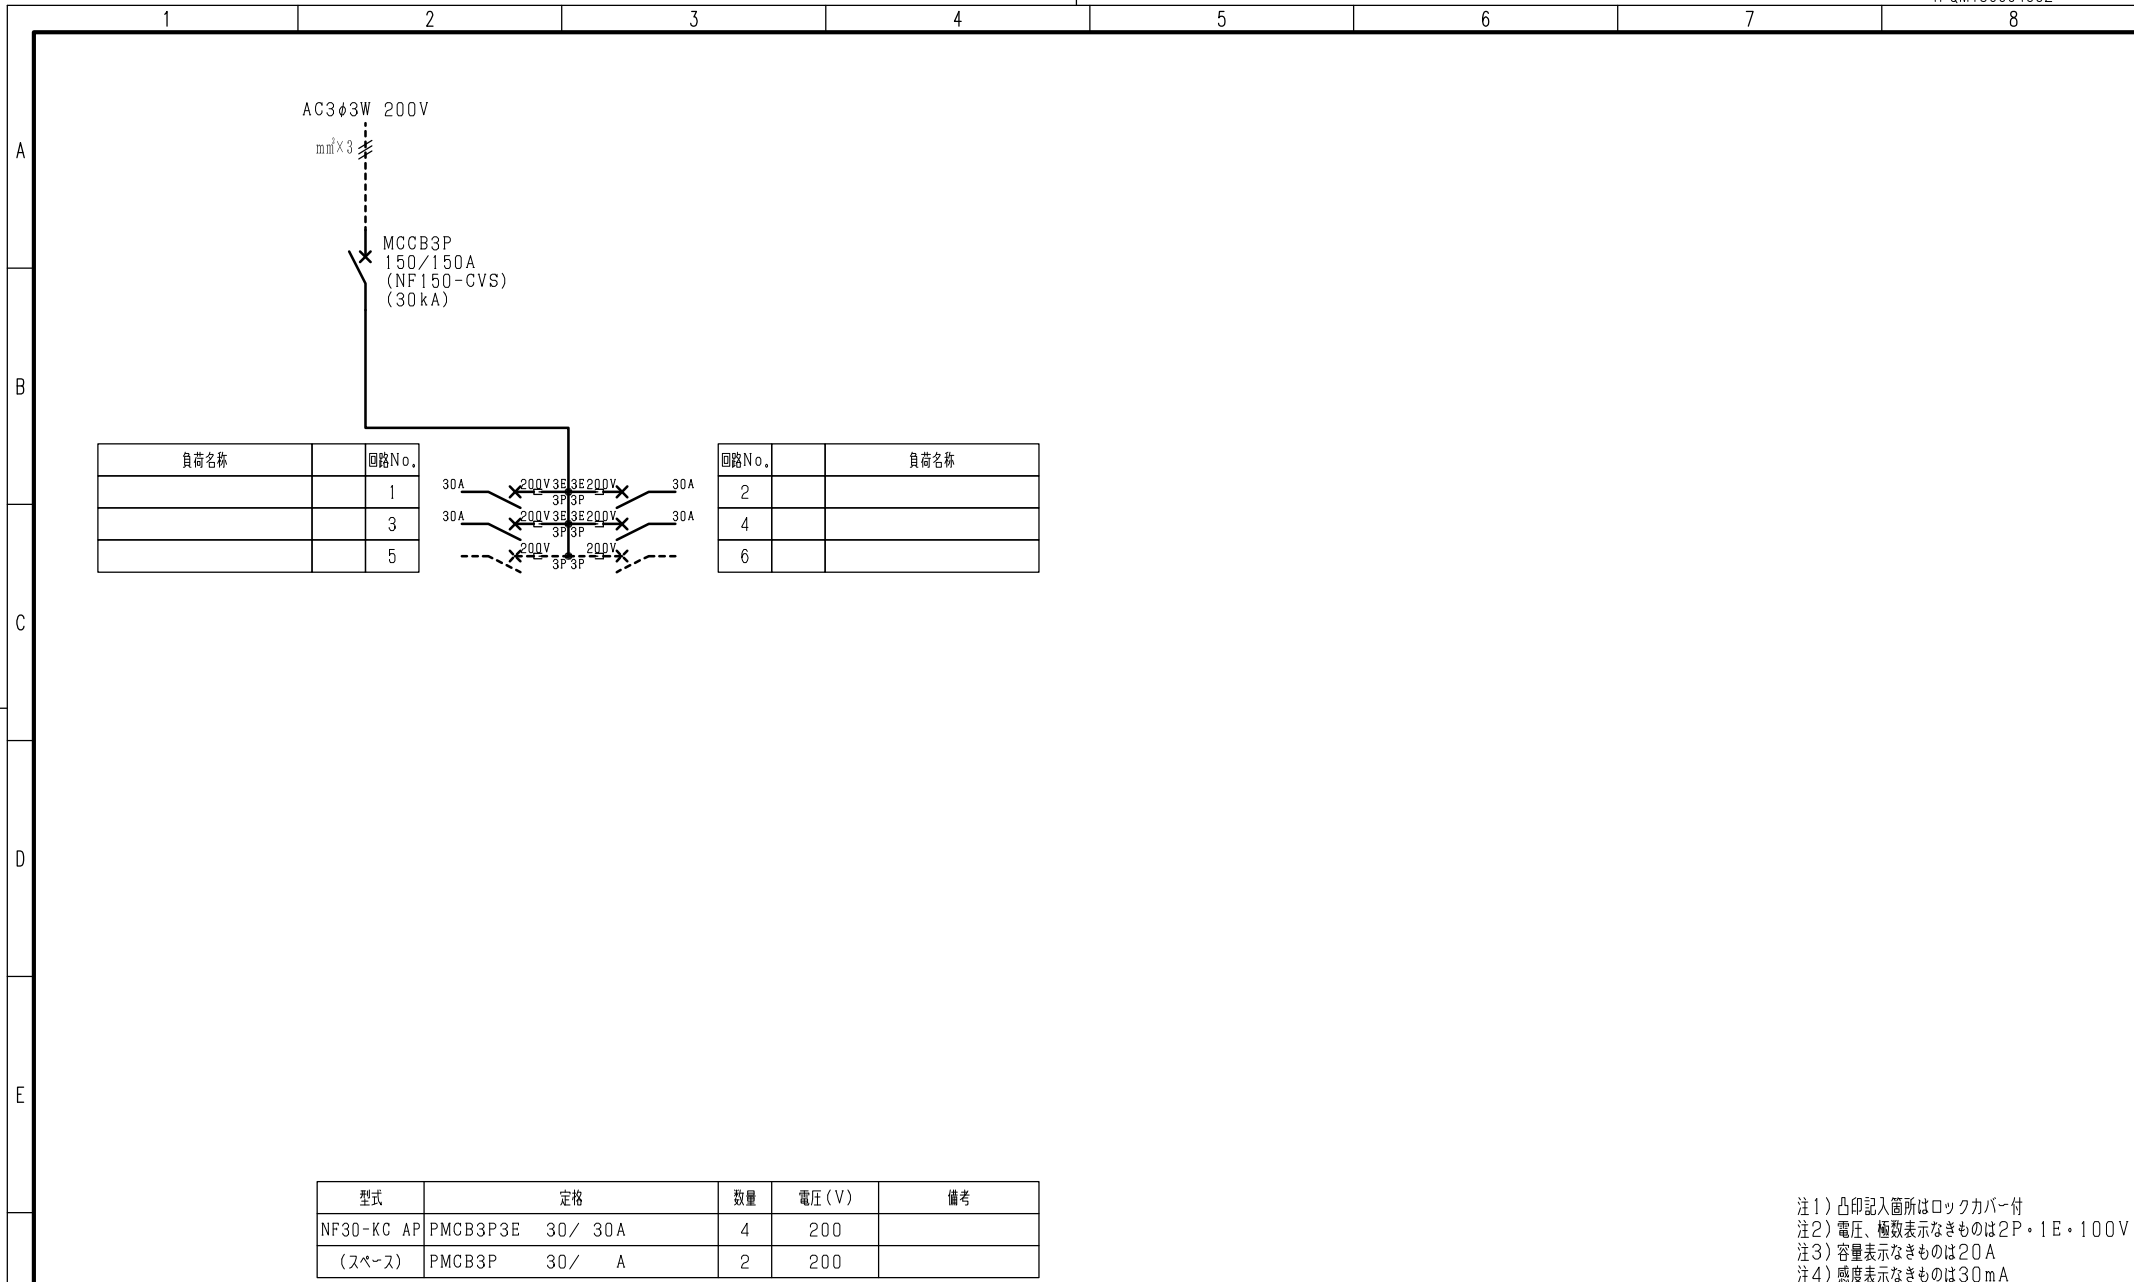 1 2 3 4 5 6 7 8
A
B
C
D
E
AC3φ3W 200V
mm²×3
MCCB3P
150/150A
(NF150-CVS)
(30kA)
負荷名称 回路No. 回路No. 負荷名称
1 30A 200V 3E 3E 200V 30A 2
3P 3P
3 30A 200V 3E 3E 200V 30A 4
3P 3P
5 200V 200V 6
3P 3P
型式 定格 数量 電圧(V) 備考
NF30-KC AP PMCB3P3E 30/ 30A 4 200
(スペース) PMCB3P 30/ A 2 200
注1) 凸印記入箇所はロックカバー付
注2) 電圧、極数表示なきものは2P・1E・100V
注3) 容量表示なきものは20A
注4) 感度表示なきものは30mA